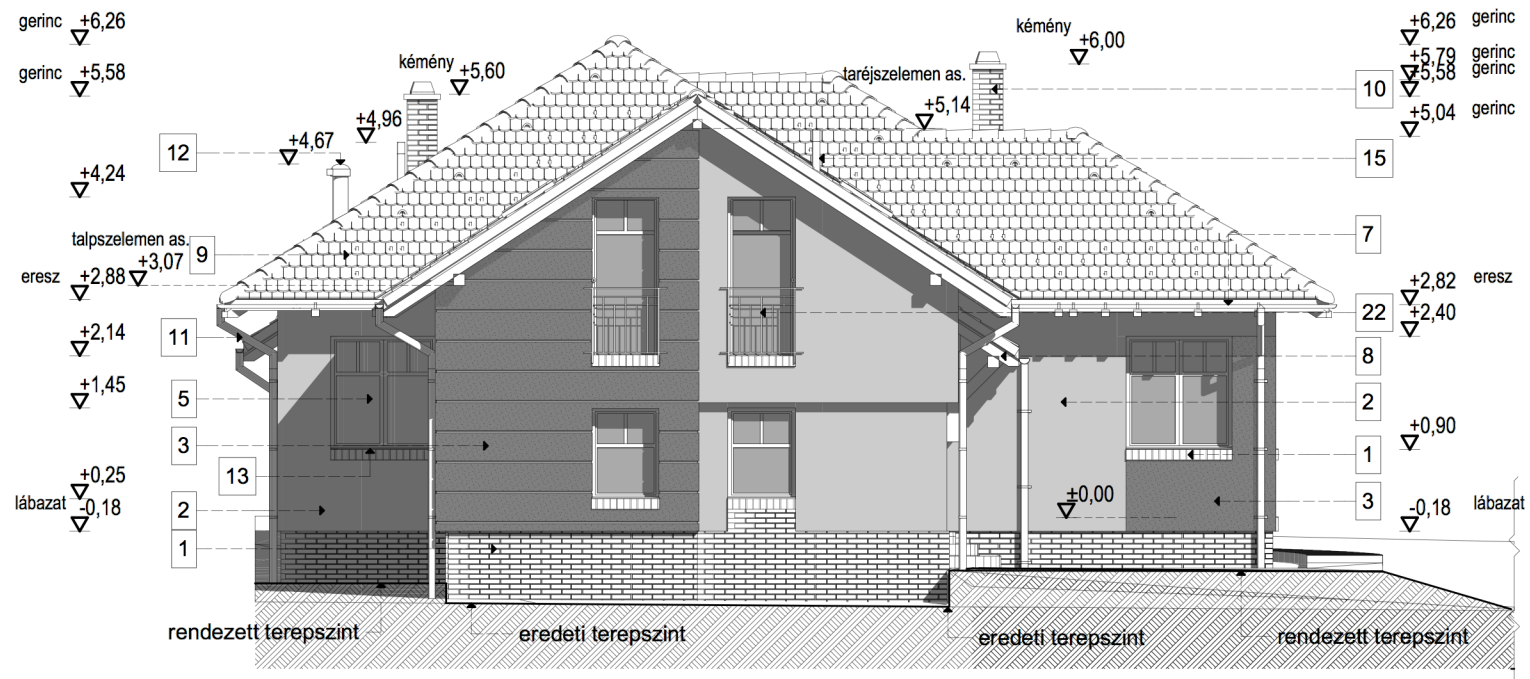 gerinc +6,26
kémény +6,00
+6,26 gerinc
gerinc +5,58
kémény +5,60
taréjszelemen as.
+5,79 gerinc
+5,58 gerinc
10
+5,14
+5,04 gerinc
+4,96
12
+4,67
15
+4,24
talpszelemen as.
9
7
+3,07
eresz +2,88
+2,82 eresz
22
+2,40
11
+2,14
8
5
+1,45
2
3
+0,90
1
13
+0,25
lábazat -0,18
2
±0,00
3
-0,18 lábazat
1
rendezett terepszint
eredeti terepszint
eredeti terepszint
rendezett terepszint